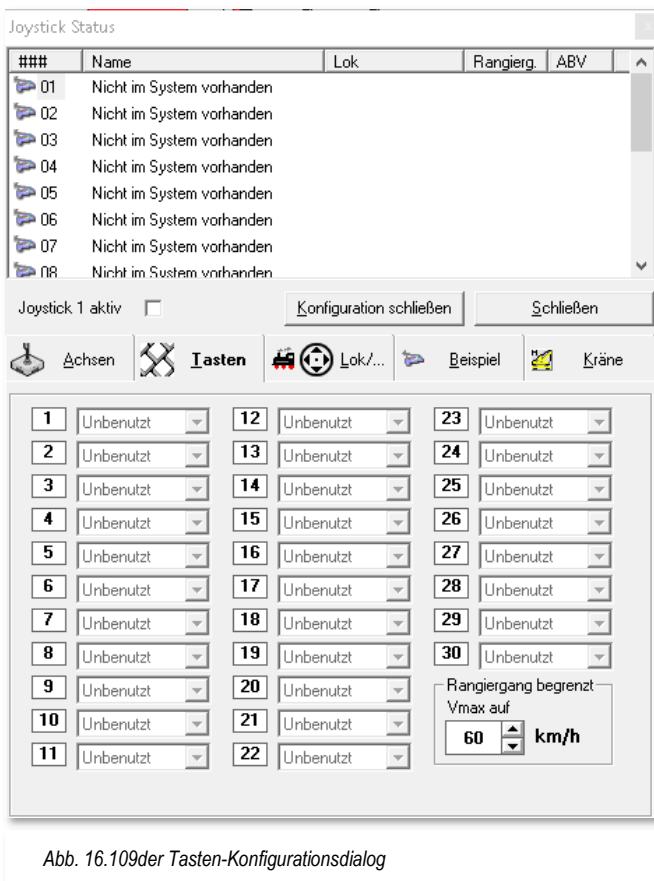 Joystick Status
### Name Lok Rangierg. ABV
01 Nicht im System vorhanden
02 Nicht im System vorhanden
03 Nicht im System vorhanden
04 Nicht im System vorhanden
05 Nicht im System vorhanden
06 Nicht im System vorhanden
07 Nicht im System vorhanden
08 Nicht im System vorhanden
Joystick 1 aktiv Konfiguration schließen Schließen
Achsen Tasten Lok/... Beispiel Kräne
1 Unbenutzt 12 Unbenutzt 23 Unbenutzt
2 Unbenutzt 13 Unbenutzt 24 Unbenutzt
3 Unbenutzt 14 Unbenutzt 25 Unbenutzt
4 Unbenutzt 15 Unbenutzt 26 Unbenutzt
5 Unbenutzt 16 Unbenutzt 27 Unbenutzt
6 Unbenutzt 17 Unbenutzt 28 Unbenutzt
7 Unbenutzt 18 Unbenutzt 29 Unbenutzt
8 Unbenutzt 19 Unbenutzt 30 Unbenutzt
9 Unbenutzt 20 Unbenutzt Rangiergang begrenzt
Vmax auf
10 Unbenutzt 21 Unbenutzt 60 km/h
11 Unbenutzt 22 Unbenutzt
Abb. 16.109der Tasten-Konfigurationsdialog